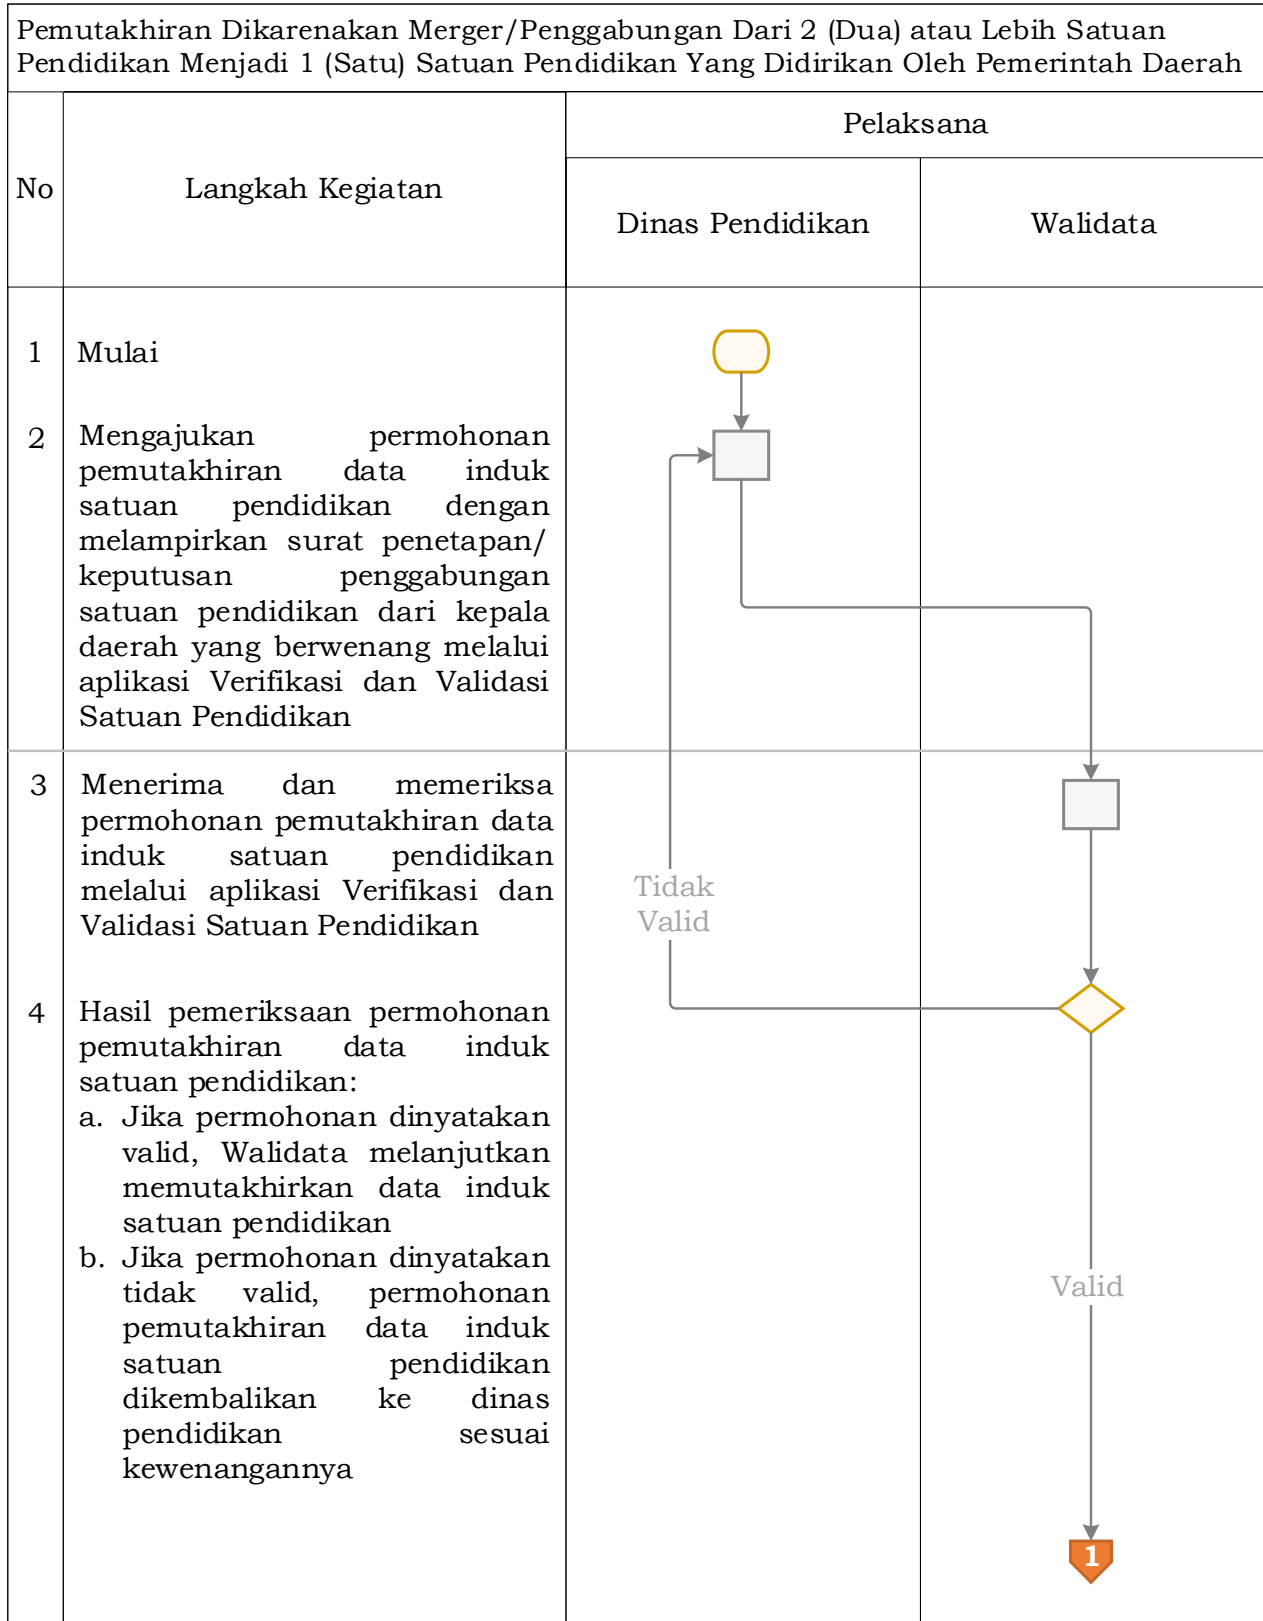 Pemutakhiran Dikarenakan Merger/Penggabungan Dari 2 (Dua) atau Lebih Satuan
Pendidikan Menjadi 1 (Satu) Satuan Pendidikan Yang Didirikan Oleh Pemerintah Daerah
No
Langkah Kegiatan
Pelaksana
Dinas Pendidikan
Walidata
1
Mulai
2
Mengajukan permohonan
pemutakhiran data induk
satuan pendidikan dengan
melampirkan surat penetapan/
keputusan penggabungan
satuan pendidikan dari kepala
daerah yang berwenang melalui
aplikasi Verifikasi dan Validasi
Satuan Pendidikan
3
Menerima dan memeriksa
permohonan pemutakhiran data
induk satuan pendidikan
melalui aplikasi Verifikasi dan
Validasi Satuan Pendidikan
Tidak
Valid
4
Hasil pemeriksaan permohonan
pemutakhiran data induk
satuan pendidikan:
a. Jika permohonan dinyatakan
valid, Walidata melanjutkan
memutakhirkan data induk
satuan pendidikan
b. Jika permohonan dinyatakan
tidak valid, permohonan
pemutakhiran data induk
satuan pendidikan
dikembalikan ke dinas
pendidikan sesuai
kewenangannya
Valid
1